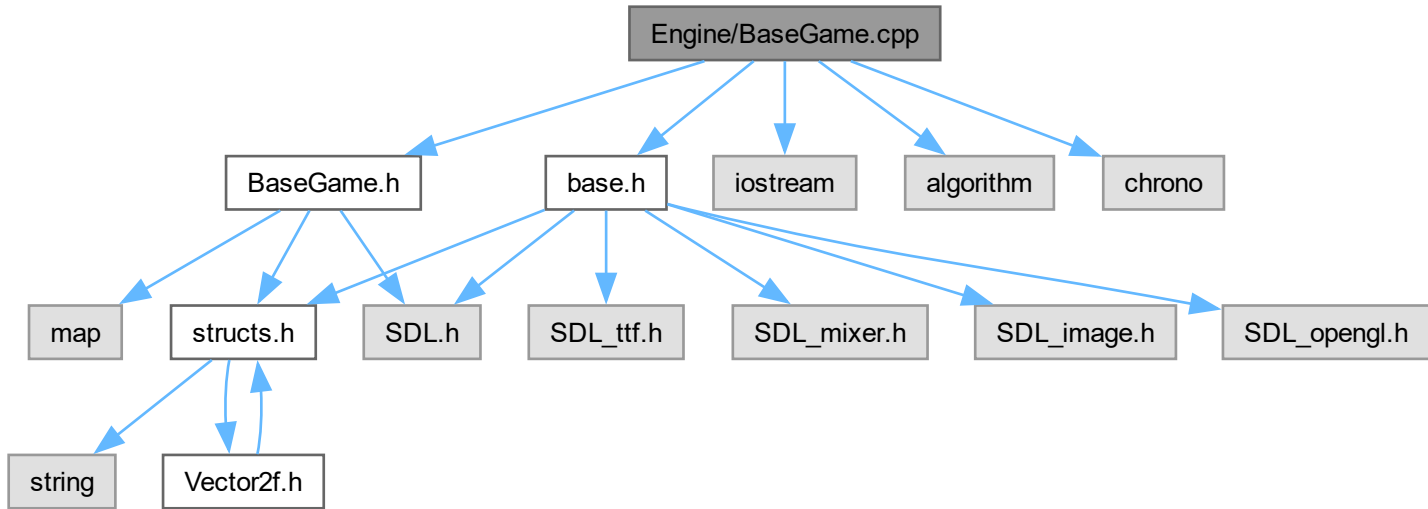 Engine/BaseGame.cpp
BaseGame.h
base.h
iostream
algorithm
chrono
map
structs.h
SDL.h
SDL_ttf.h
SDL_mixer.h
SDL_image.h
SDL_opengl.h
string
Vector2f.h